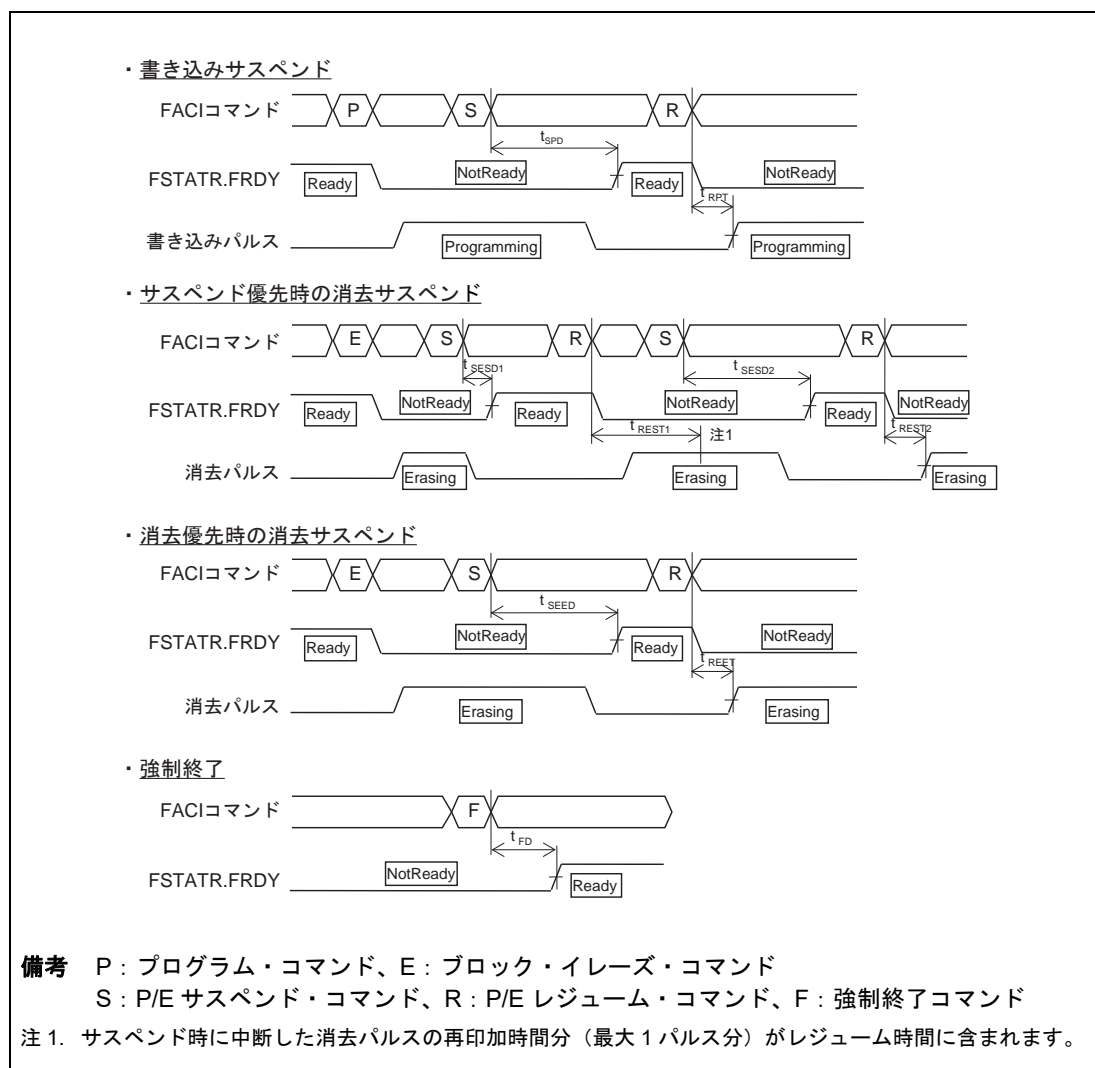 ・書き込みサスペンド
FACIコマンド P S R
tSPD
FSTATR.FRDY Ready NotReady Ready NotReady
tRPT
書き込みパルス Programming Programming
・サスペンド優先時の消去サスペンド
FACIコマンド E S R S R
tSESD1 tSESD2
FSTATR.FRDY Ready NotReady Ready NotReady Ready NotReady
tREST1 注1 tREST2
消去パルス Erasing Erasing Erasing
・消去優先時の消去サスペンド
FACIコマンド E S R
tSEED
FSTATR.FRDY Ready NotReady Ready NotReady
tREET
消去パルス Erasing Erasing
・強制終了
FACIコマンド F
tFD
FSTATR.FRDY NotReady Ready
備考 P：プログラム・コマンド、E：ブロック・イレーズ・コマンド
S：P/E サスペンド・コマンド、R：P/E レジューム・コマンド、F：強制終了コマンド
注 1. サスペンド時に中断した消去パルスの再印加時間分（最大 1 パルス分）がレジューム時間に含まれます。